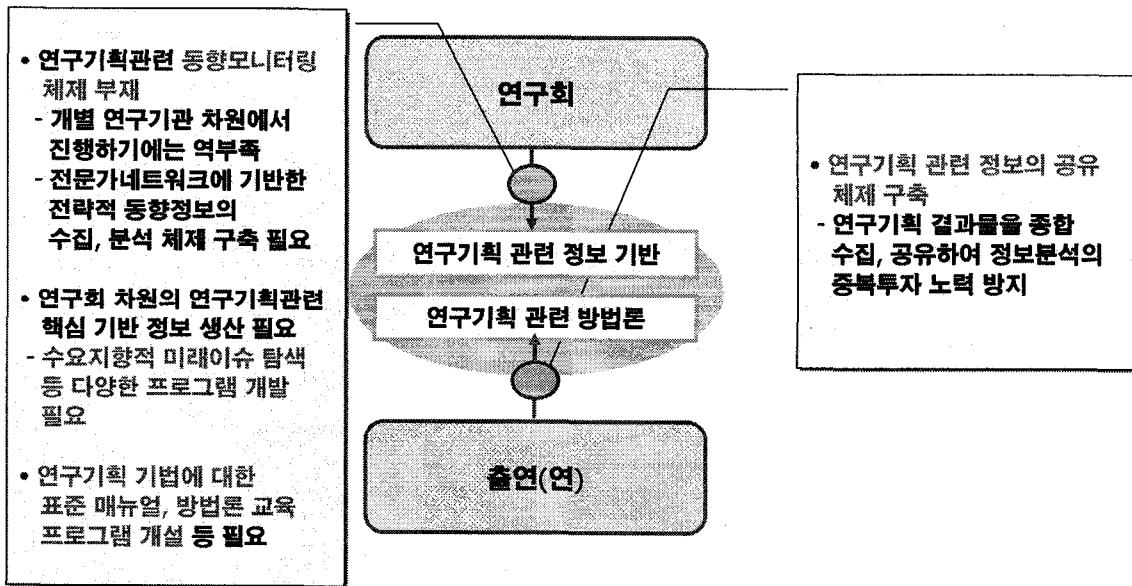 • 연구기획관련 동향모니터링
체제 부재
- 개별 연구기관 차원에서
진행하기에는 역부족
- 전문가네트워크에 기반한
전략적 동향정보의
수집, 분석 체제 구축 필요
• 연구회 차원의 연구기획관련
핵심 기반 정보 생산 필요
- 수요지향적 미래이슈 탐색
등 다양한 프로그램 개발
필요
• 연구기획 기법에 대한
표준 매뉴얼, 방법론 교육
프로그램 개설 등 필요
연구회
연구기획 관련 정보 기반
연구기획 관련 방법론
출연(연)
• 연구기획 관련 정보의 공유
체제 구축
- 연구기획 결과물을 종합
수집, 공유하여 정보분석의
중복투자 노력 방지